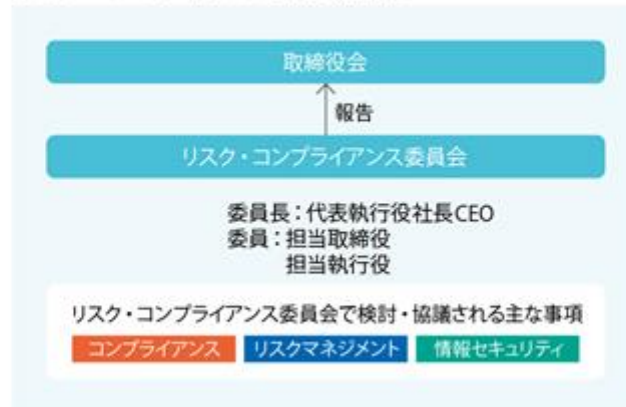 取締役会
報告
リスク・コンプライアンス委員会
委員長：代表執行役社長CEO
委員：担当取締役
担当執行役
リスク・コンプライアンス委員会で検討・協議される主な事項
コンプライアンス リスクマネジメント 情報セキュリティ